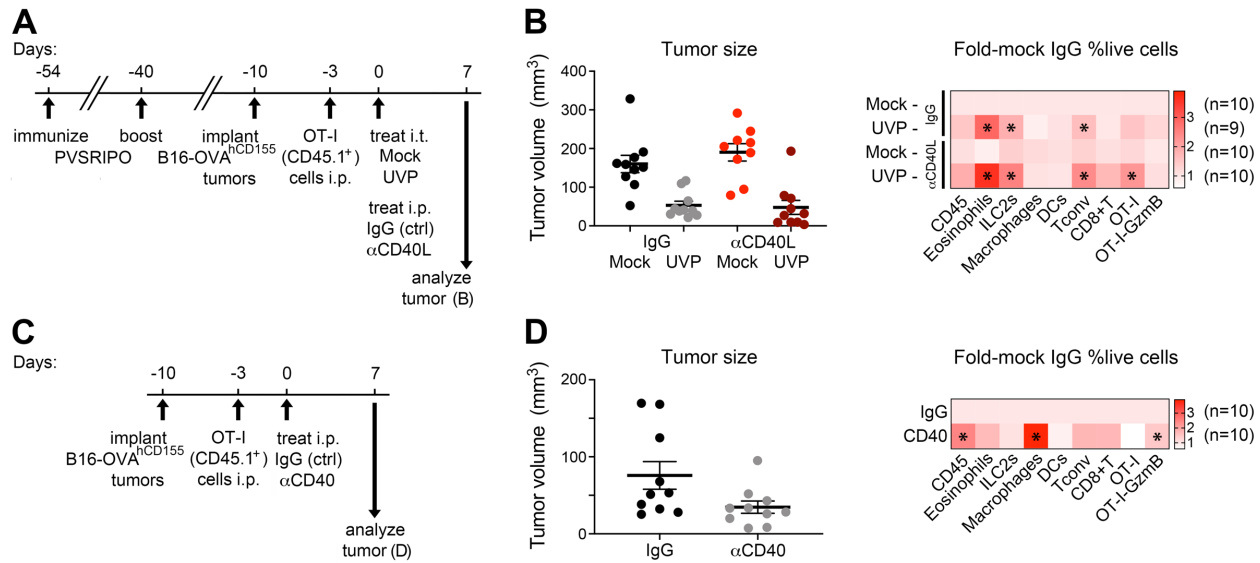 A
Days:
-54
-40
-10
-3
0
7
immunize
boost
PVSRIPO
implant
B16-OVAhCD155
tumors
OT-I
(CD45.1+)
cells i.p.
treat i.t.
Mock
UVP
treat i.p.
IgG (ctrl)
αCD40L
analyze
tumor (B)
B
Tumor size
Tumor volume (mm3)
400
300
200
100
0
IgG
αCD40L
Mock
UVP
Mock
UVP
Fold-mock IgG %live cells
Mock -
UVP -
IgG
Mock -
UVP -
αCD40L
*
*
*
*
*
*
*
3
2
1
(n=10)
(n=9)
(n=10)
(n=10)
CD45
Eosinophils
ILC2s
Macrophages
DCs
Tconv
CD8+T
OT-I
OT-I-GzmB
C
Days:
-10
-3
0
7
implant
B16-OVAhCD155
tumors
OT-I
(CD45.1+)
cells i.p.
treat i.p.
IgG (ctrl)
αCD40
analyze
tumor (D)
D
Tumor size
Tumor volume (mm3)
200
100
0
IgG
αCD40
Fold-mock IgG %live cells
IgG
CD40
*
*
*
3
2
1
(n=10)
(n=10)
CD45
Eosinophils
ILC2s
Macrophages
DCs
Tconv
CD8+T
OT-I
OT-I-GzmB